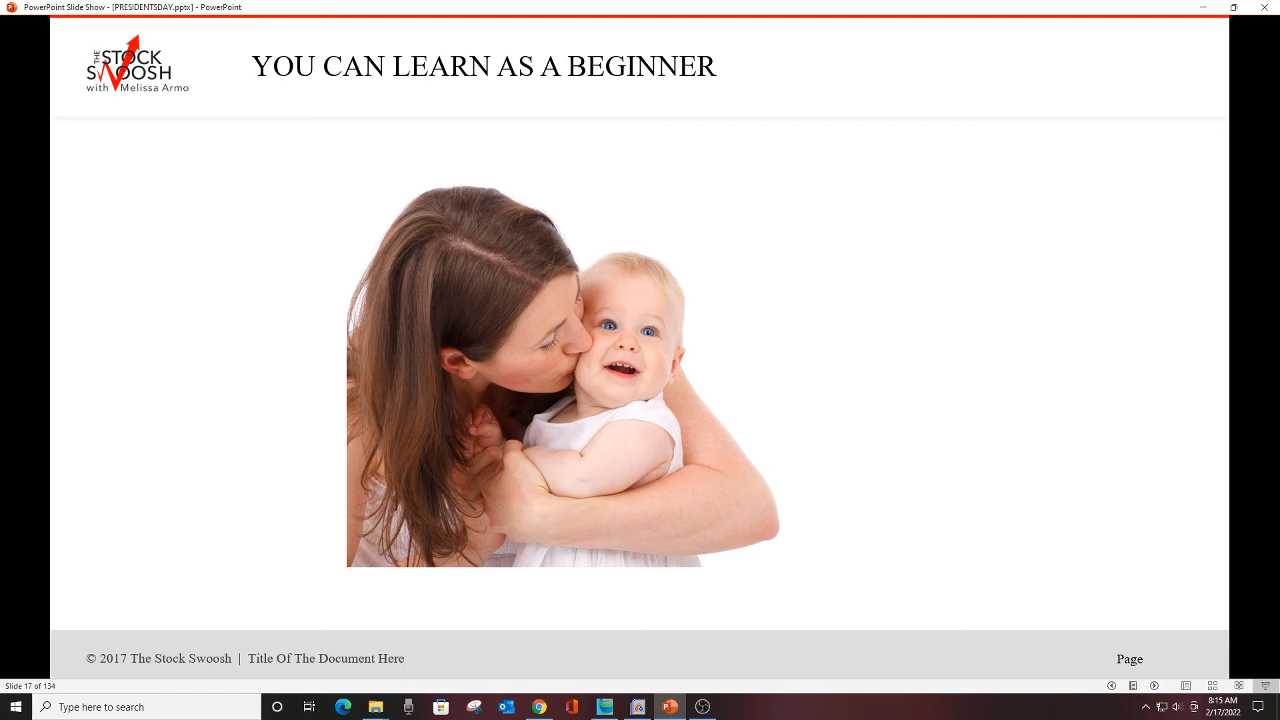 PowerPoint Slide Show - [PRESIDENTSDAY.pptx] - PowerPoint
THE STOCK
SWOOSH
with Melissa Armo
YOU CAN LEARN AS A BEGINNER
© 2017 The Stock Swoosh | Title Of The Document Here
Page
Slide 17 of 134
Type here to search
8:15 AM
2/17/2022